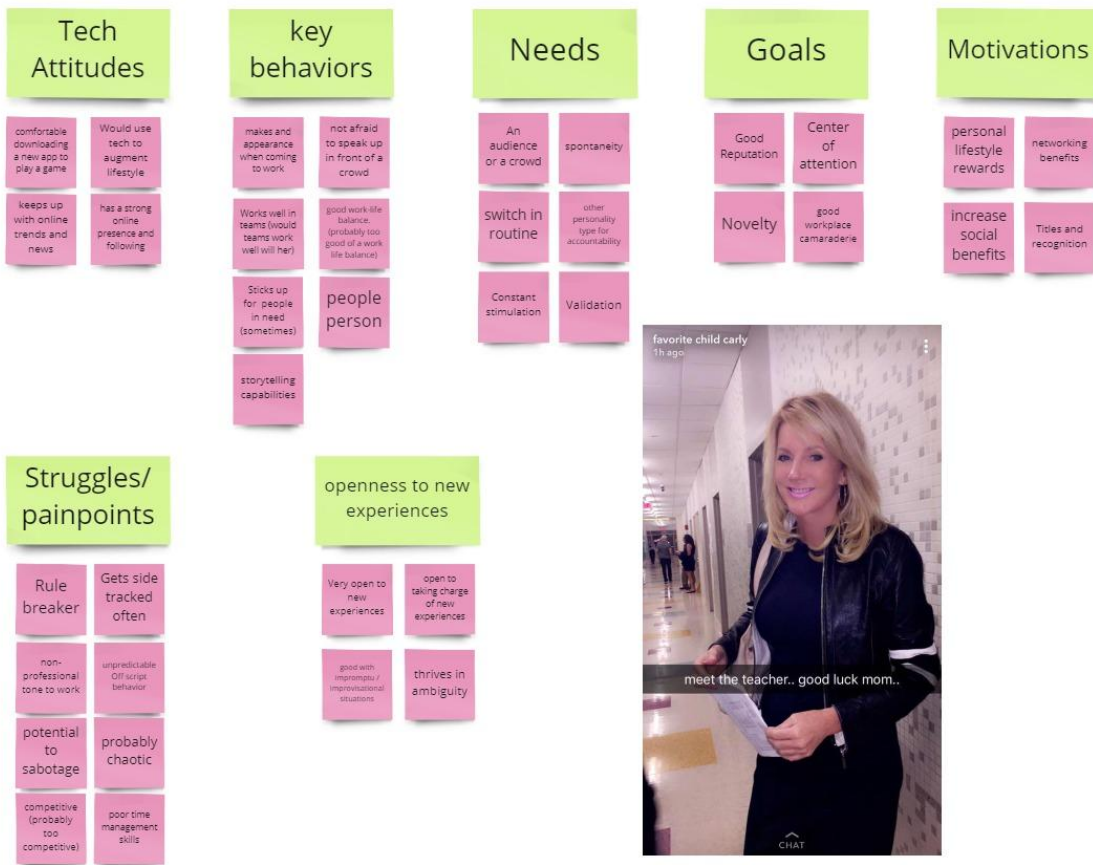 Tech
Attitudes
comfortable
downloading
a new app to
play a game
Would use
tech to
augment
lifestyle
keeps up
with online
trends and
news
has a strong
online
presence and
following
key
behaviors
makes and
appearance
when coming
to work
not afraid
to speak up
in front of a
crowd
Works well in
teams (would
teams work
well will her)
good work-life
balance.
(probably too
good of a work
life balance)
Sticks up
for people
in need
(sometimes)
people
person
storytelling
capabilities
Needs
An
audience
or a crowd
spontaneity
switch in
routine
other
personality
type for
accountability
Constant
stimulation
Validation
Goals
Good
Reputation
Center
of
attention
Novelty
good
workplace
camaraderie
Motivations
personal
lifestyle
rewards
networking
benefits
increase
social
benefits
Titles and
recognition
Struggles/
painpoints
Rule
breaker
Gets side
tracked
often
non-
professional
tone to work
unpredictable
Off script
behavior
potential
to
sabotage
probably
chaotic
competitive
(probably
too
competitive)
poor time
management
skills
openness to new
experiences
Very open to
new
experiences
open to
taking charge
of new
experiences
good with
impromptu /
improvisational
situations
thrives in
ambiguity
favorite child carly
1h ago
meet the teacher.. good luck mom..
CHAT